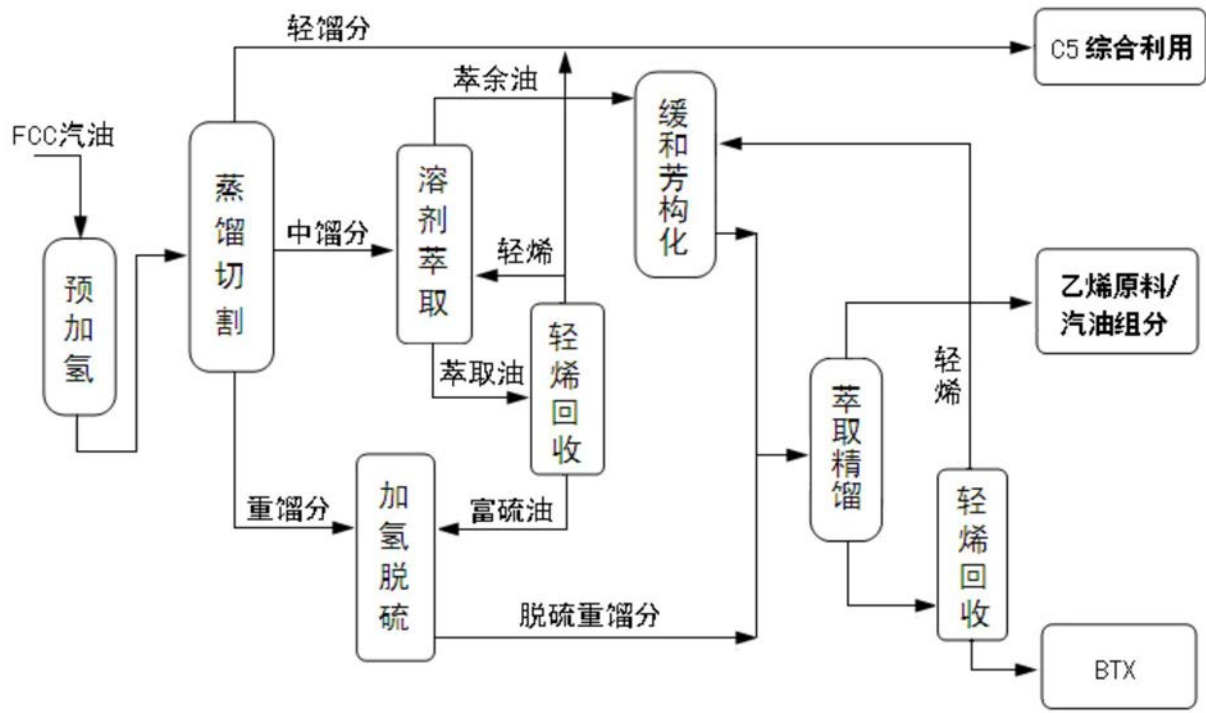 轻馏分
C5 综合利用
萃余油
FCC汽油
缓和芳构化
蒸馏切割
溶剂萃取
中馏分
轻烯
预加氢
乙烯原料/
汽油组分
轻烯回收
萃取油
轻烯
萃取精馏
加氢脱硫
重馏分
富硫油
轻烯回收
脱硫重馏分
BTX